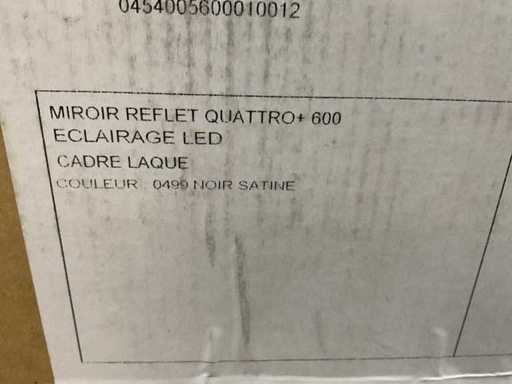 0454005600010012
MIROIR REFLET QUATTRO+ 600
ECLAIRAGE LED
CADRE LAQUE
COULEUR : 0499 NOIR SATINE